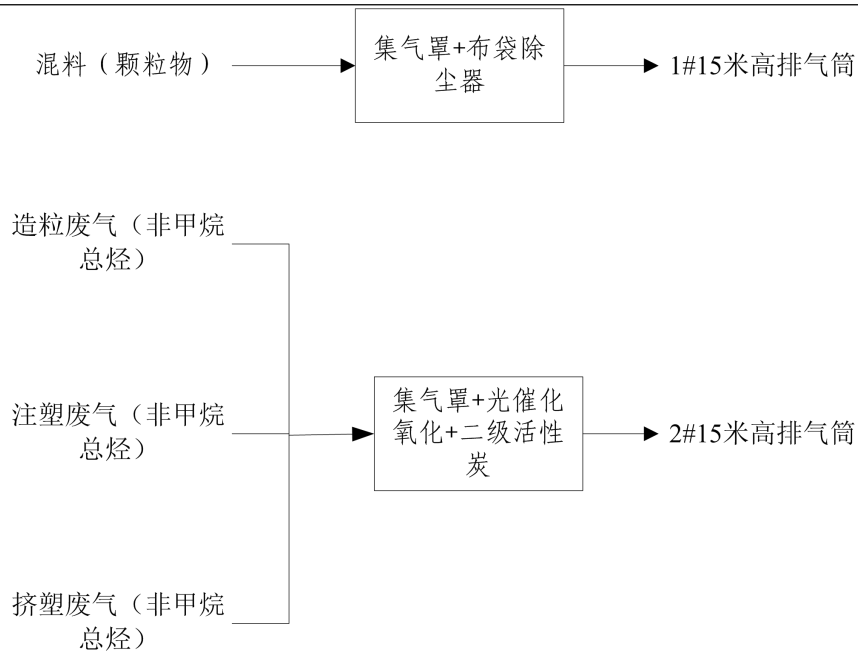 混料（颗粒物）
集气罩+布袋除
尘器
1#15米高排气筒
造粒废气（非甲烷
总烃）
注塑废气（非甲烷
总烃）
集气罩+光催化
氧化+二级活性
炭
2#15米高排气筒
挤塑废气（非甲烷
总烃）